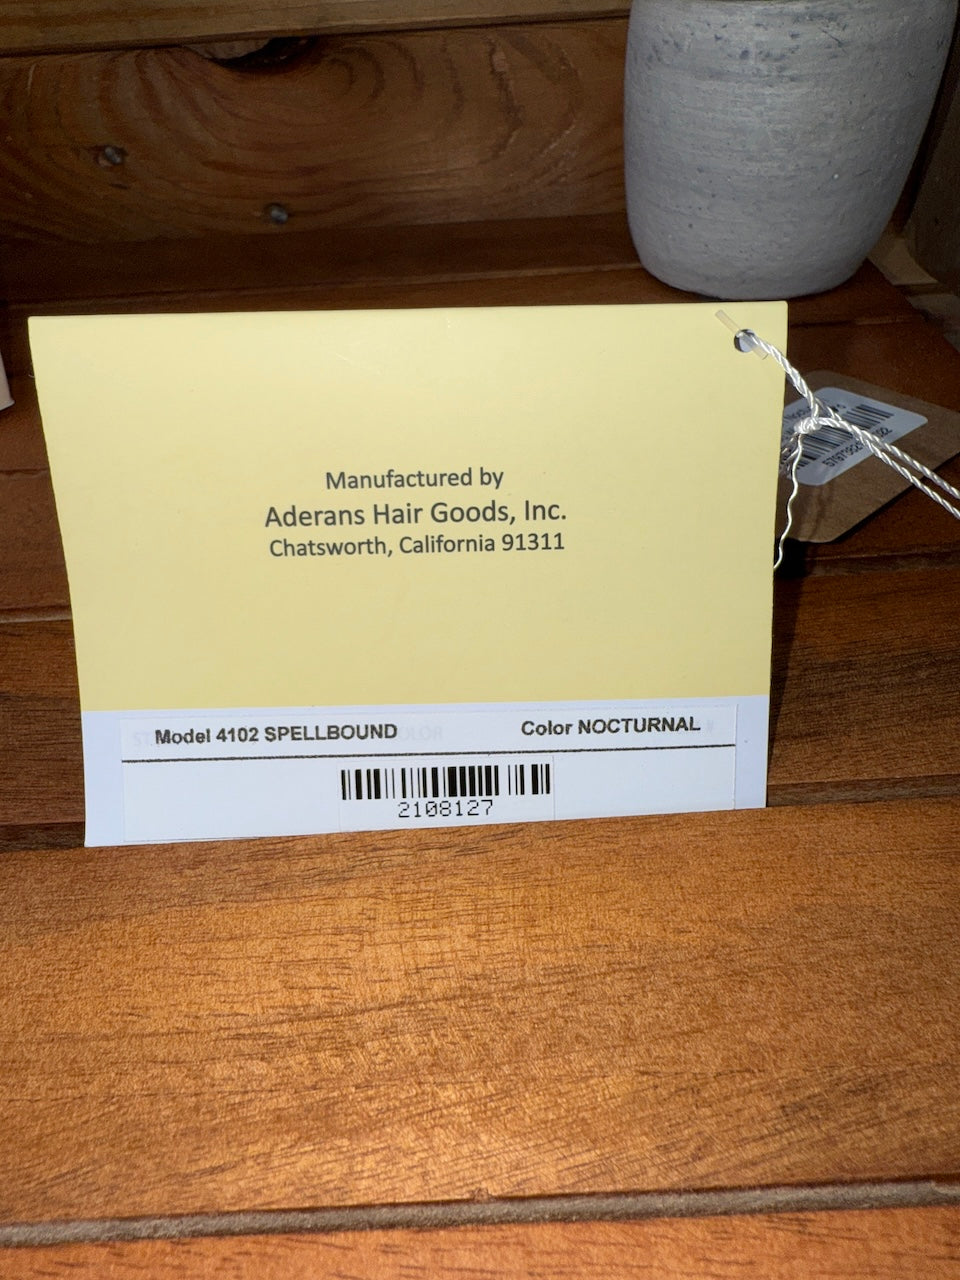 Manufactured by
Aderans Hair Goods, Inc.
Chatsworth, California 91311
Model 4102 SPELLBOUND Color NOCTURNAL
2108127